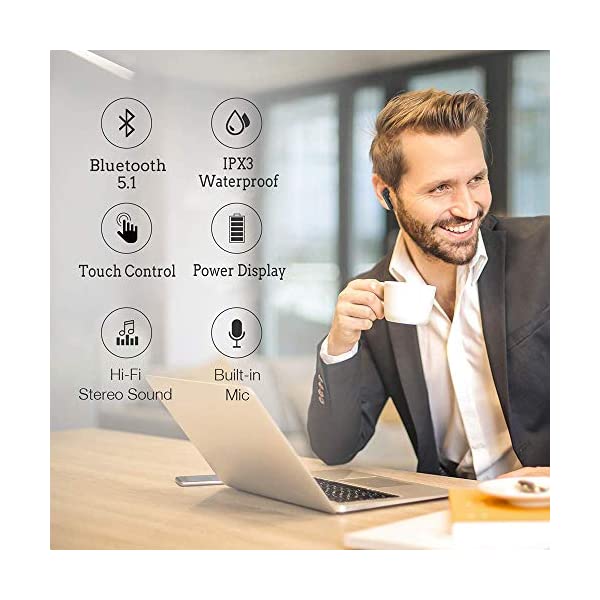 Bluetooth
5.1
IPX3
Waterproof
Touch Control
Power Display
Hi-Fi
Stereo Sound
Built-in
Mic